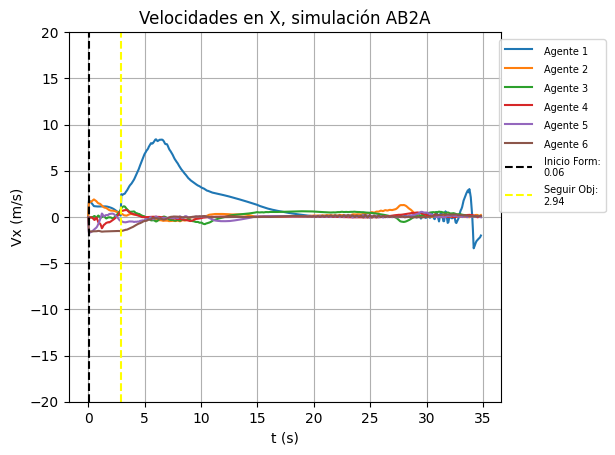 Velocidades en X, simulación AB2A
20
15
10
5
0
−5
−10
−15
−20
Vx (m/s)
0
5
10
15
20
25
30
35
t (s)
Agente 1
Agente 2
Agente 3
Agente 4
Agente 5
Agente 6
Inicio Form:
0.06
Seguir Obj:
2.94